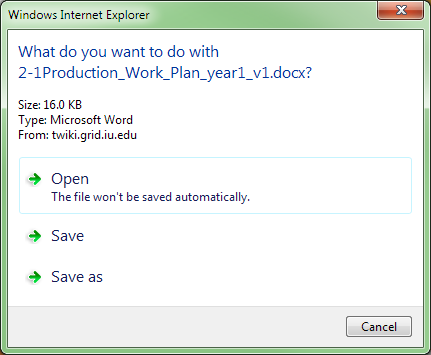 Windows Internet Explorer
What do you want to do with
2-1Production_Work_Plan_year1_v1.docx?
Size: 16.0 KB
Type: Microsoft Word
From: twiki.grid.iu.edu
Open
The file won't be saved automatically.
Save
Save as
Cancel